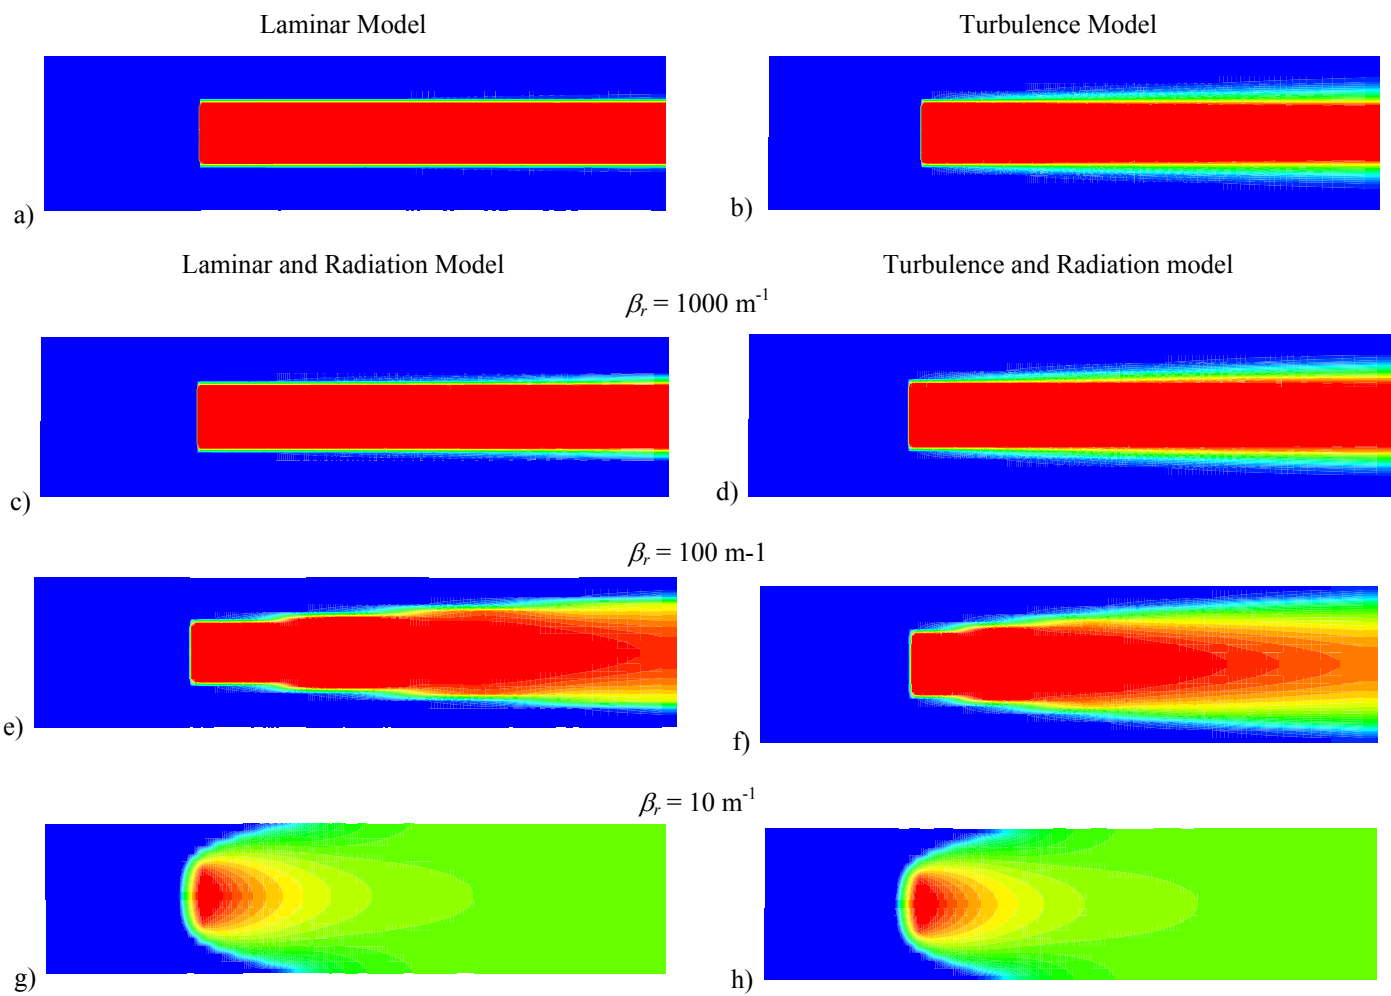 Laminar Model Turbulence Model
a) b)
Laminar and Radiation Model Turbulence and Radiation model
βr = 1000 m-1
c) d)
βr = 100 m-1
e) f)
βr = 10 m-1
g) h)